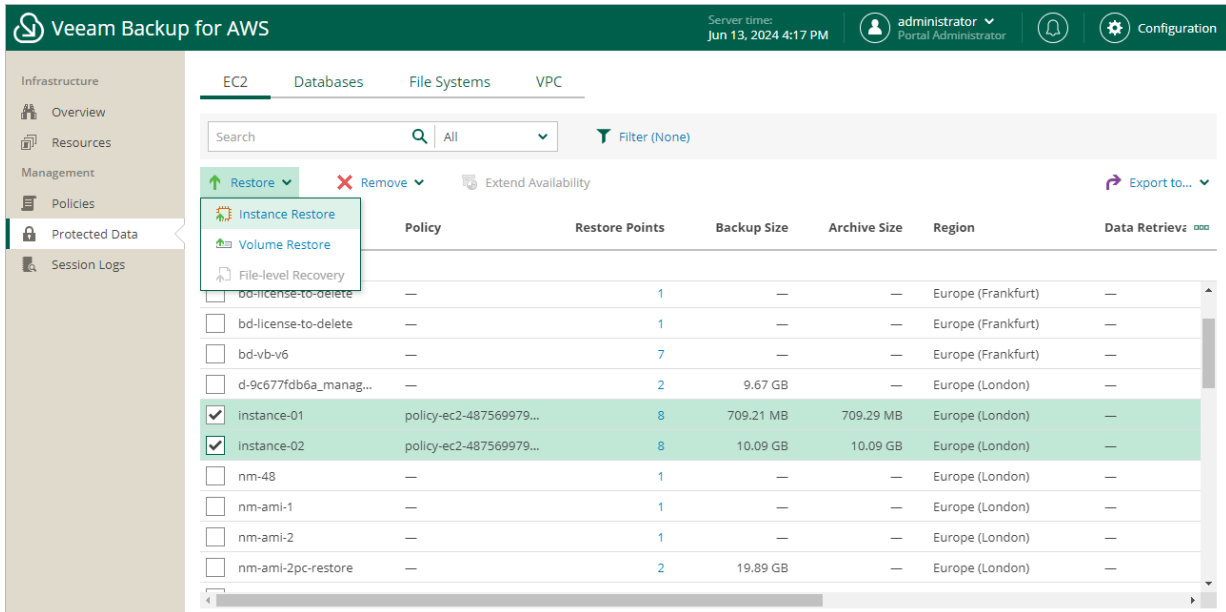 Veeam Backup for AWS
Server time:
Jun 13, 2024 4:17 PM
administrator
Portal Administrator
Configuration
Infrastructure
Overview
Resources
Management
Policies
Protected Data
Session Logs
EC2 Databases File Systems VPC
Search All Filter (None)
Restore Remove Extend Availability Export to...
Instance Restore
Volume Restore
File-level Recovery
Policy Restore Points Backup Size Archive Size Region Data Retrieva
bd-license-to-delete — 1 — — Europe (Frankfurt) —
bd-license-to-delete — 1 — — Europe (Frankfurt) —
bd-vb-v6 — 7 — — Europe (Frankfurt) —
d-9c677fdb6a_manag... — 2 9.67 GB — Europe (London) —
instance-01 policy-ec2-487569979... 8 709.21 MB 709.29 MB Europe (London) —
instance-02 policy-ec2-487569979... 8 10.09 GB 10.09 GB Europe (London) —
nm-48 — 1 — — Europe (London) —
nm-ami-1 — 1 — — Europe (London) —
nm-ami-2 — 1 — — Europe (London) —
nm-ami-2pc-restore — 2 19.89 GB — Europe (London) —